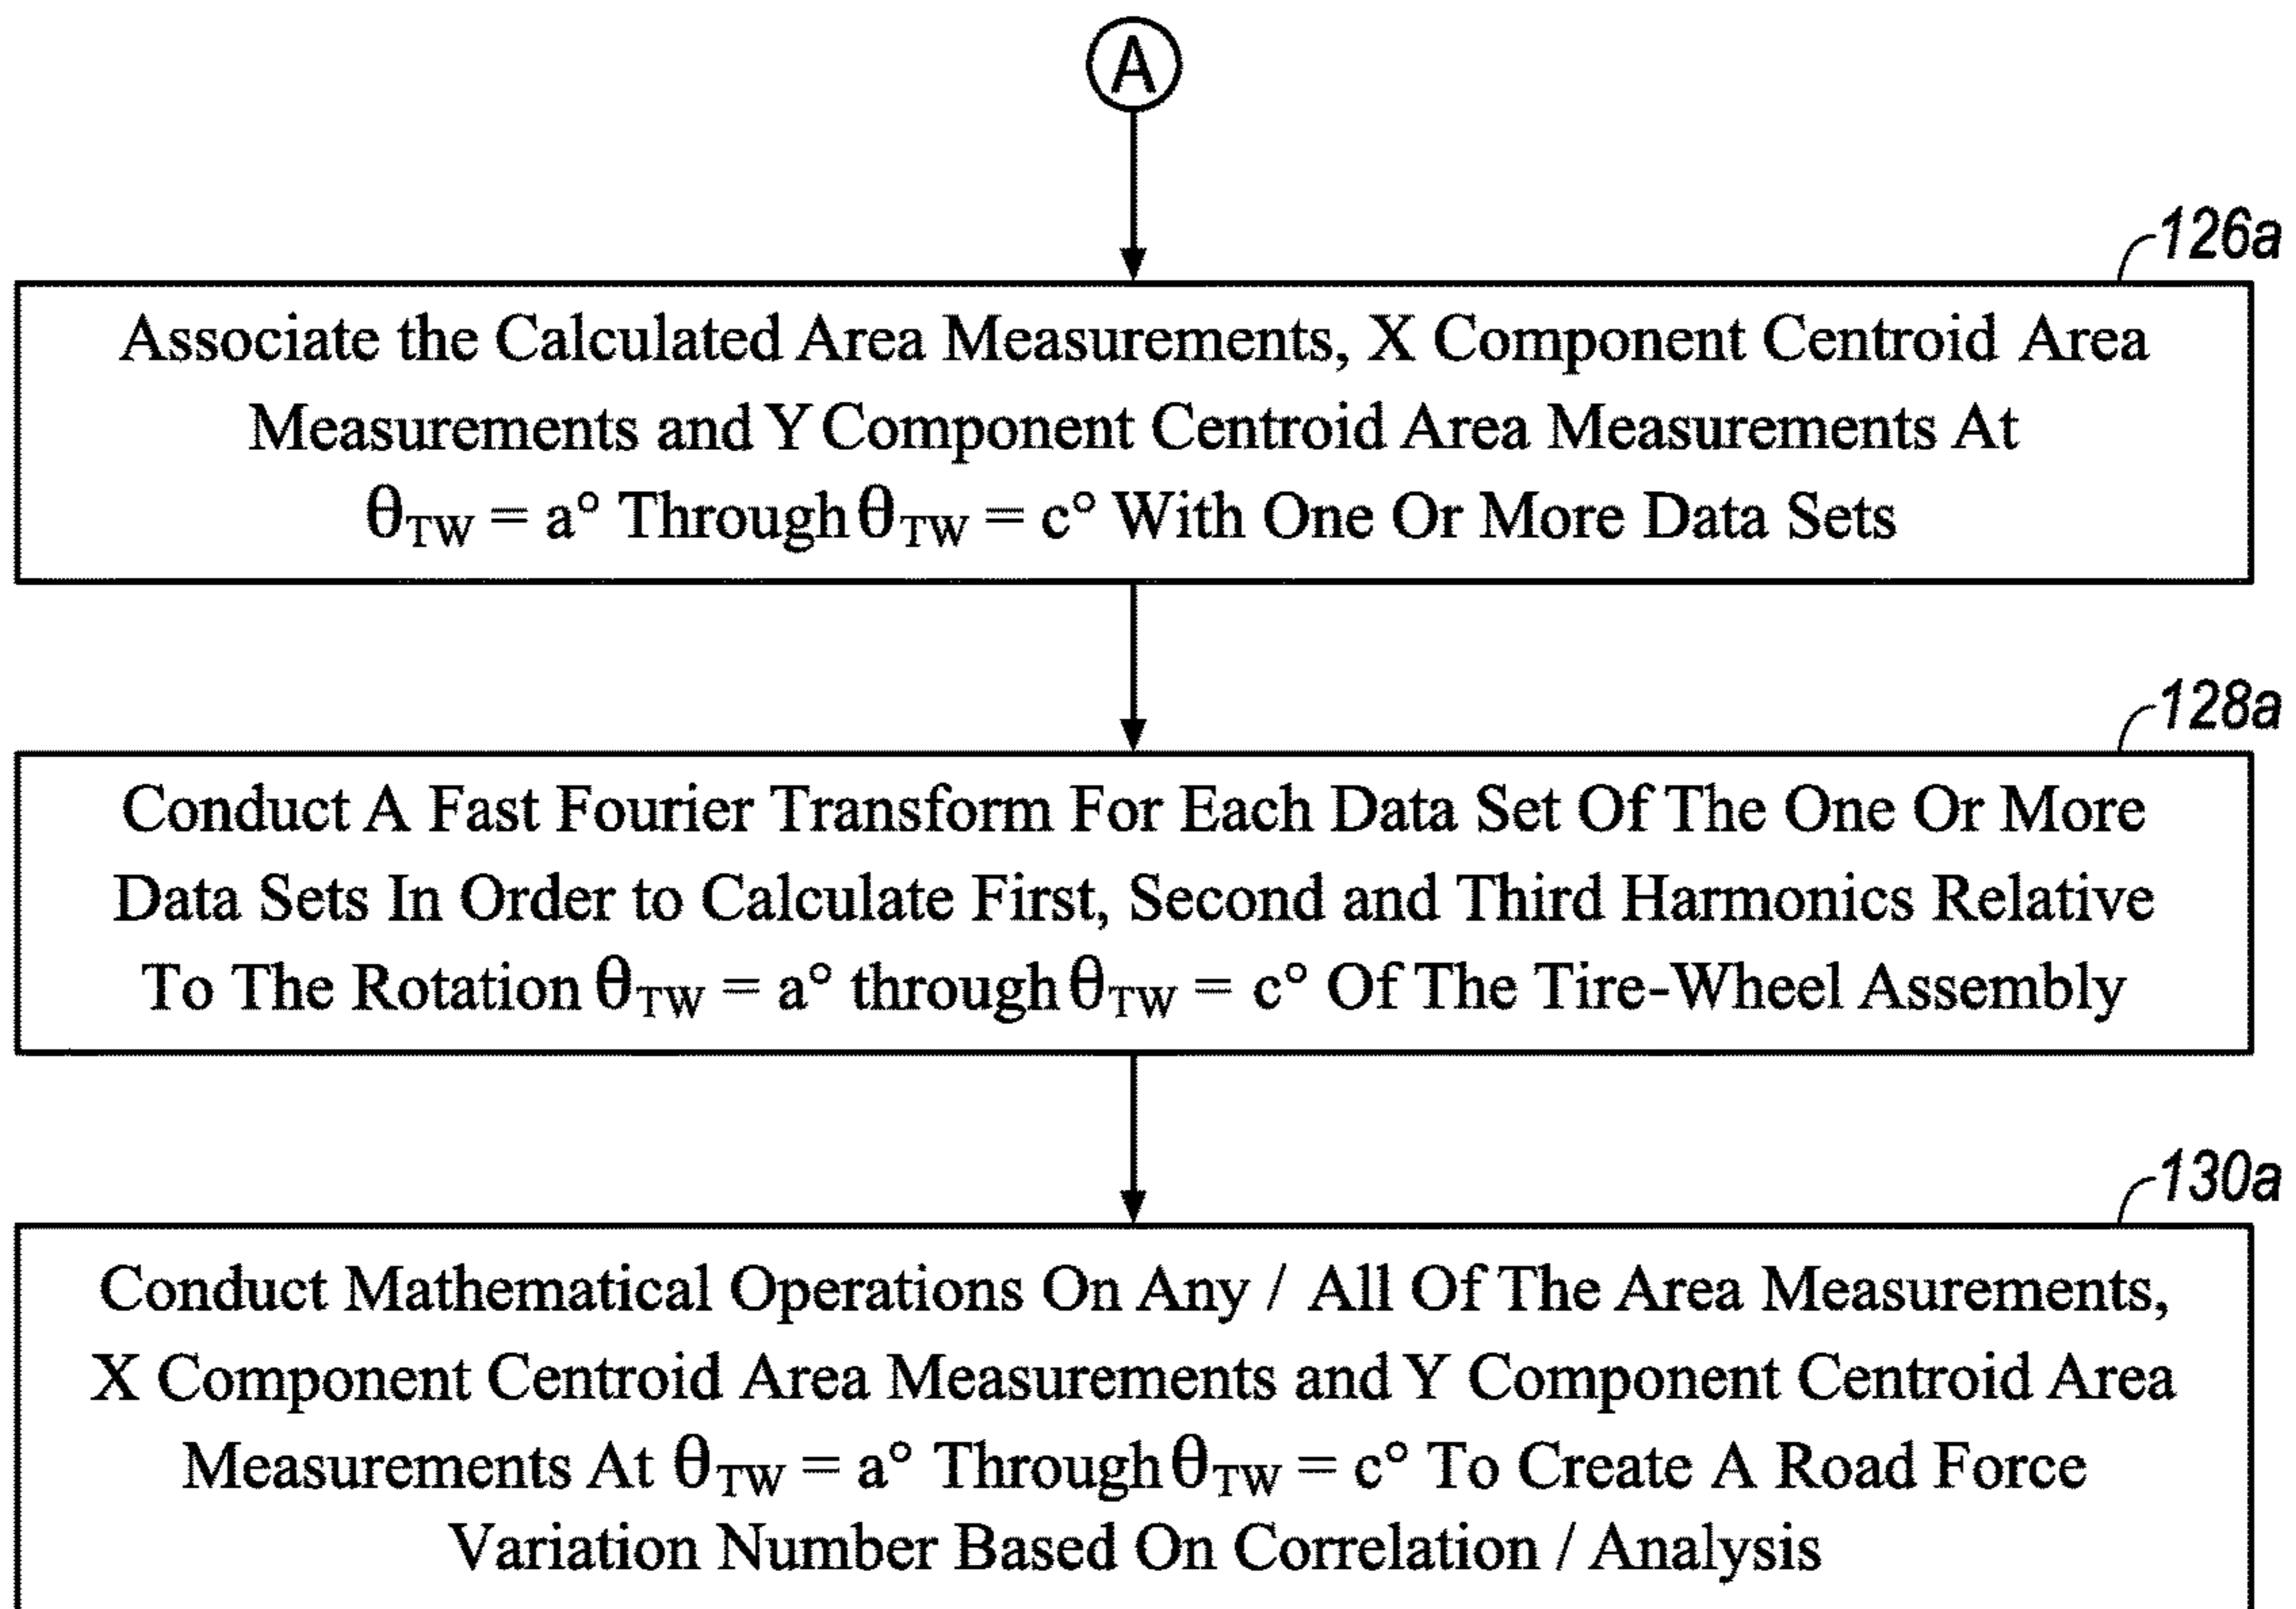 A
126a
Associate the Calculated Area Measurements, X Component Centroid Area
Measurements and Y Component Centroid Area Measurements At
θTW = a° Through θTW = c° With One Or More Data Sets
128a
Conduct A Fast Fourier Transform For Each Data Set Of The One Or More
Data Sets In Order to Calculate First, Second and Third Harmonics Relative
To The Rotation θTW = a° through θTW = c° Of The Tire-Wheel Assembly
130a
Conduct Mathematical Operations On Any / All Of The Area Measurements,
X Component Centroid Area Measurements and Y Component Centroid Area
Measurements At θTW = a° Through θTW = c° To Create A Road Force
Variation Number Based On Correlation / Analysis